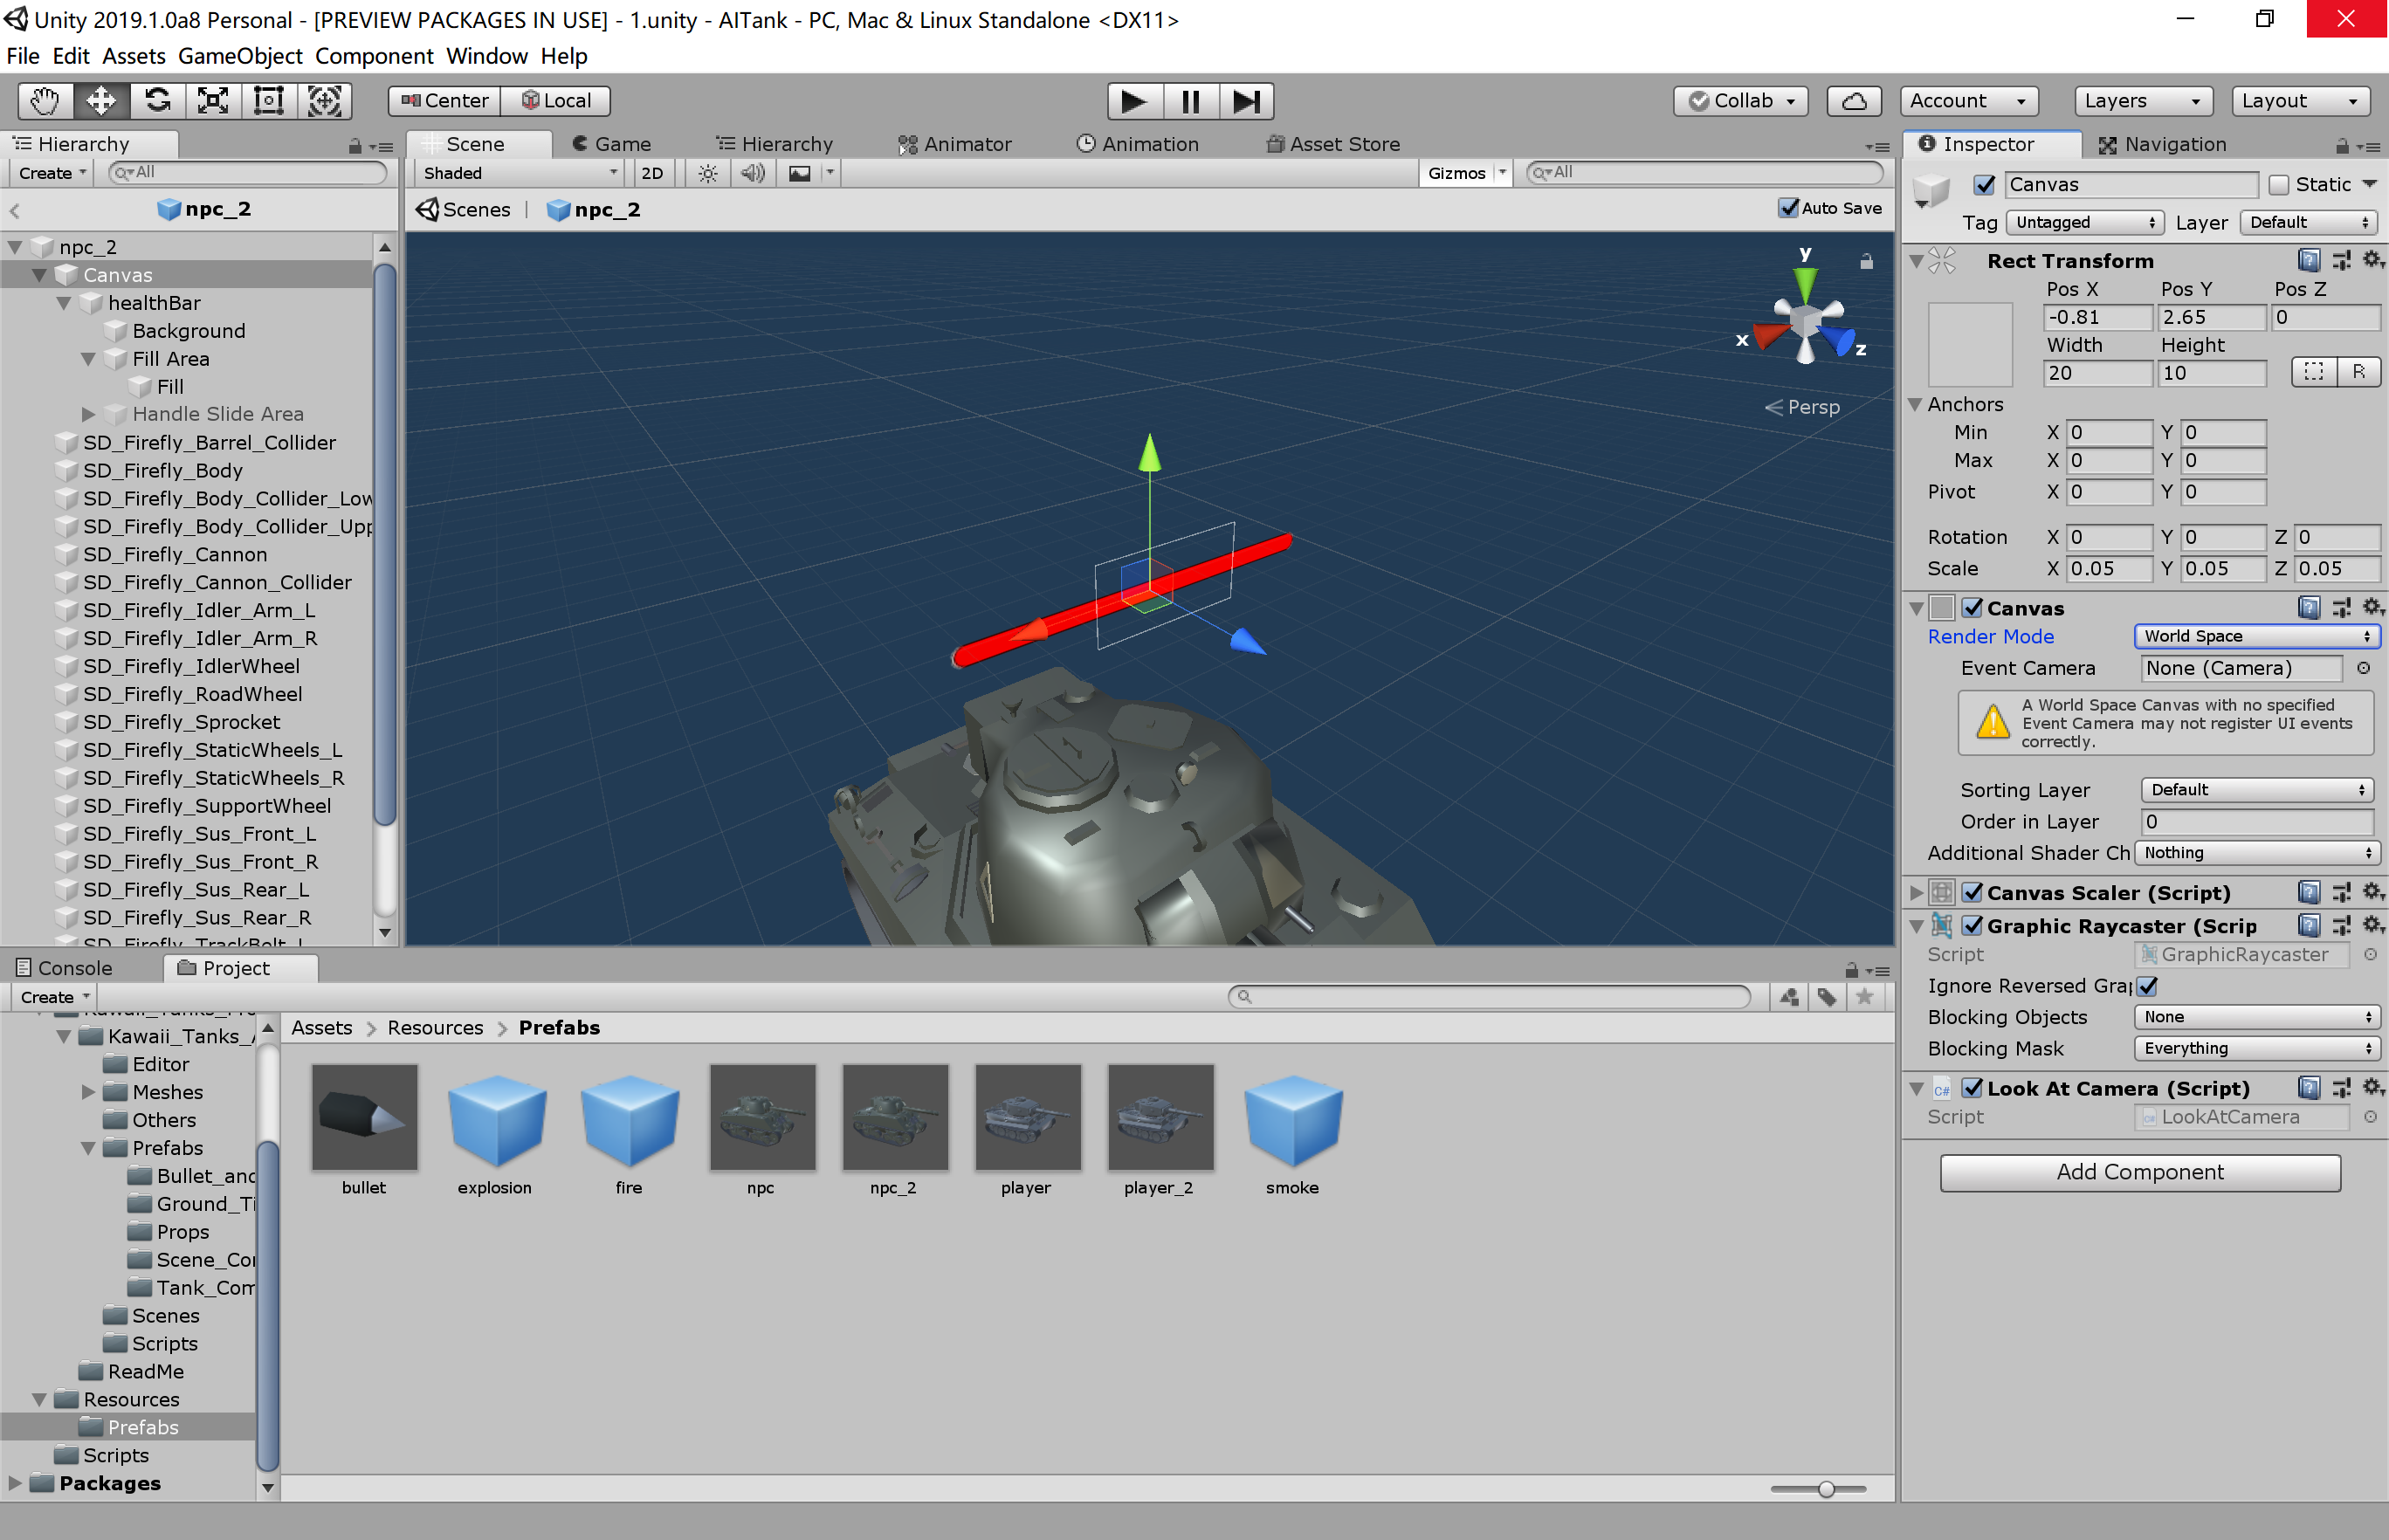 Unity 2019.1.0a8 Personal - [PREVIEW PACKAGES IN USE] - 1.unity - AITank - PC, Mac & Linux Standalone <DX11>
File Edit Assets GameObject Component Window Help
Center Local Collab Account Layers Layout
Hierarchy
Create All
npc_2
npc_2
Canvas
healthBar
Background
Fill Area
Fill
Handle Slide Area
SD_Firefly_Barrel_Collider
SD_Firefly_Body
SD_Firefly_Body_Collider_Low
SD_Firefly_Body_Collider_Upp
SD_Firefly_Cannon
SD_Firefly_Cannon_Collider
SD_Firefly_Idler_Arm_L
SD_Firefly_Idler_Arm_R
SD_Firefly_IdlerWheel
SD_Firefly_RoadWheel
SD_Firefly_Sprocket
SD_Firefly_StaticWheels_L
SD_Firefly_StaticWheels_R
SD_Firefly_SupportWheel
SD_Firefly_Sus_Front_L
SD_Firefly_Sus_Front_R
SD_Firefly_Sus_Rear_L
SD_Firefly_Sus_Rear_R
SD_Firefly_TrackBelt_L
Scene Game Hierarchy Animator Animation Asset Store
Shaded 2D Gizmos All
Scenes | npc_2 Auto Save
y
x z
Persp
Inspector Navigation
Canvas Static
Tag Untagged Layer Default
Rect Transform
Pos X Pos Y Pos Z
-0.81 2.65 0
Width Height
20 10 R
Anchors
Min X 0 Y 0
Max X 0 Y 0
Pivot X 0 Y 0
Rotation X 0 Y 0 Z 0
Scale X 0.05 Y 0.05 Z 0.05
Canvas
Render Mode World Space
Event Camera None (Camera)
A World Space Canvas with no specified
Event Camera may not register UI events
correctly.
Sorting Layer Default
Order in Layer 0
Additional Shader Ch Nothing
Canvas Scaler (Script)
Graphic Raycaster (Scrip
Script GraphicRaycaster
Ignore Reversed Grap
Blocking Objects None
Blocking Mask Everything
C# Look At Camera (Script)
Script LookAtCamera
Add Component
Console Project
Create
Kawaii_Tanks_Pro
Kawaii_Tanks_A
Editor
Meshes
Others
Prefabs
Bullet_and
Ground_Ti
Props
Scene_Cor
Tank_Com
Scenes
Scripts
ReadMe
Resources
Prefabs
Scripts
Packages
Assets > Resources > Prefabs
bullet explosion fire npc npc_2 player player_2 smoke